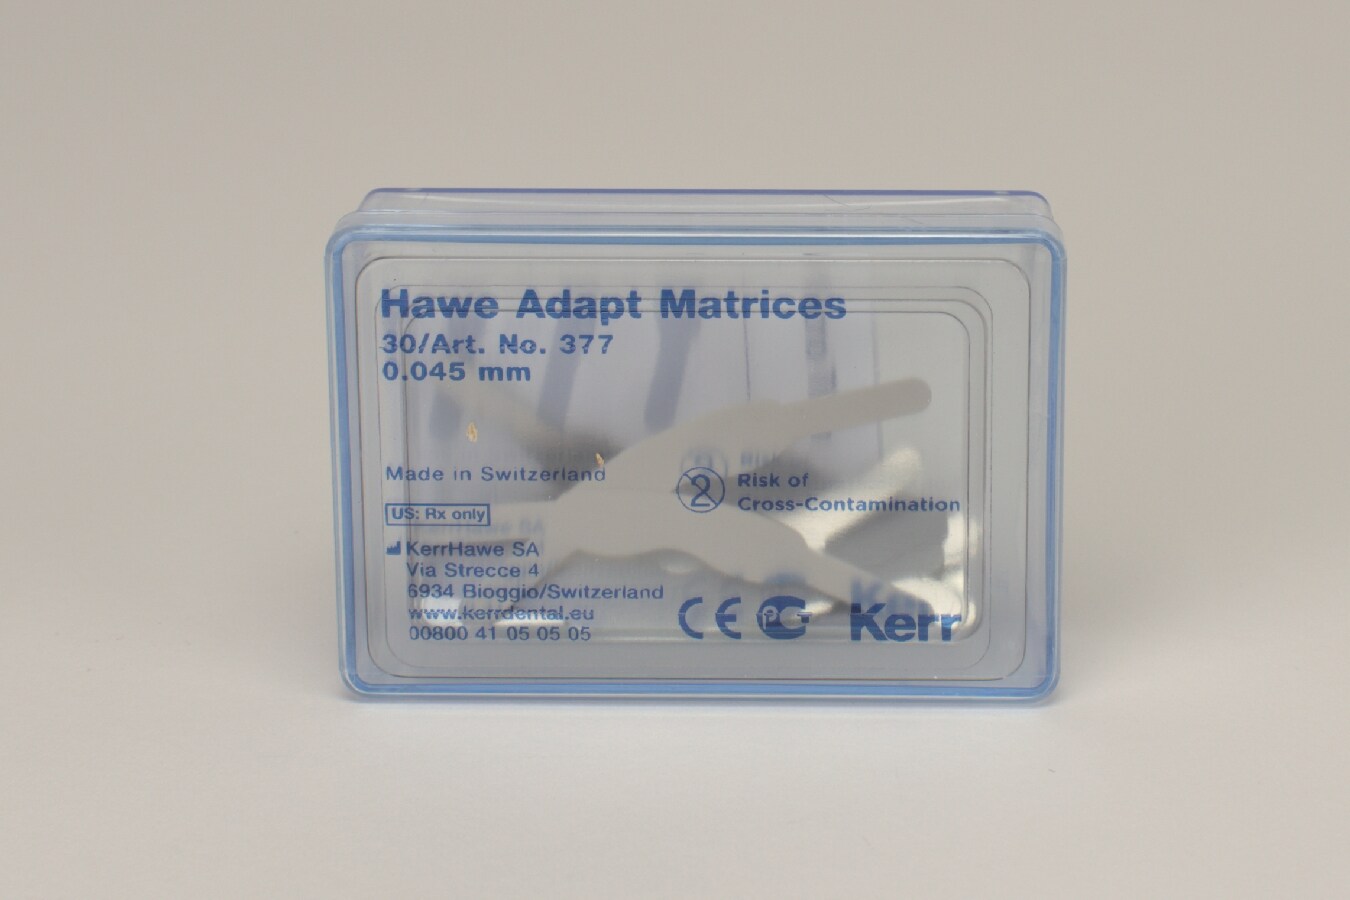 Hawe Adapt Matrices
30/Art. No. 377
0.045 mm
Made in Switzerland
2 Risk of
Cross-Contamination
US: Rx only
KerrHawe SA
Via Strecce 4
6934 Bioggio/Switzerland
www.kerrdental.eu
00800 41 05 05 05
CE
Kerr